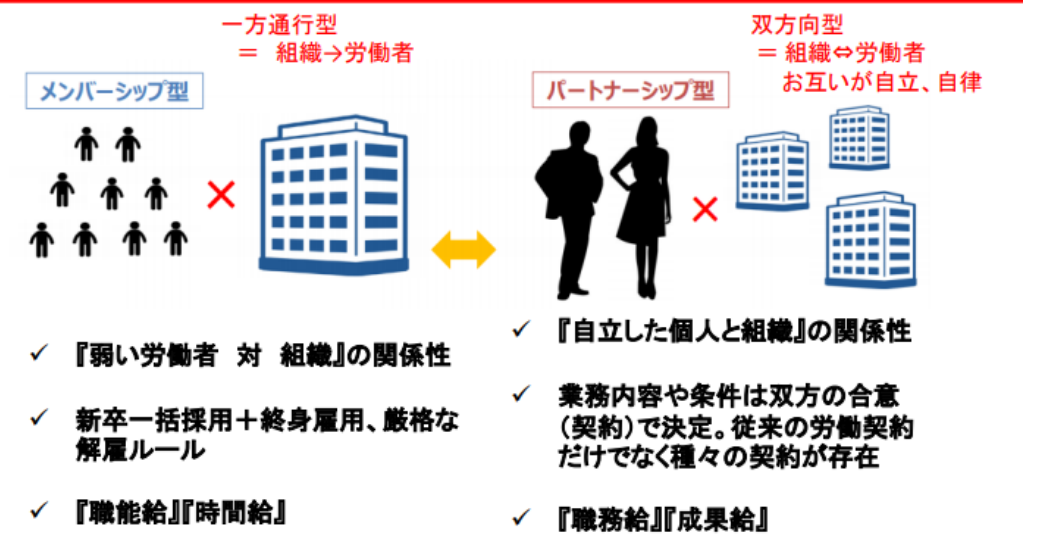 一方通行型
＝　組織→労働者
メンバーシップ型
✓ 『弱い労働者　対　組織』の関係性
✓ 新卒一括採用＋終身雇用、厳格な
解雇ルール
✓ 『職能給』『時間給』
双方向型
＝組織⇔労働者
お互いが自立、自律
パートナーシップ型
✓ 『自立した個人と組織』の関係性
✓ 業務内容や条件は双方の合意
（契約）で決定。従来の労働契約
だけでなく種々の契約が存在
✓ 『職務給』『成果給』